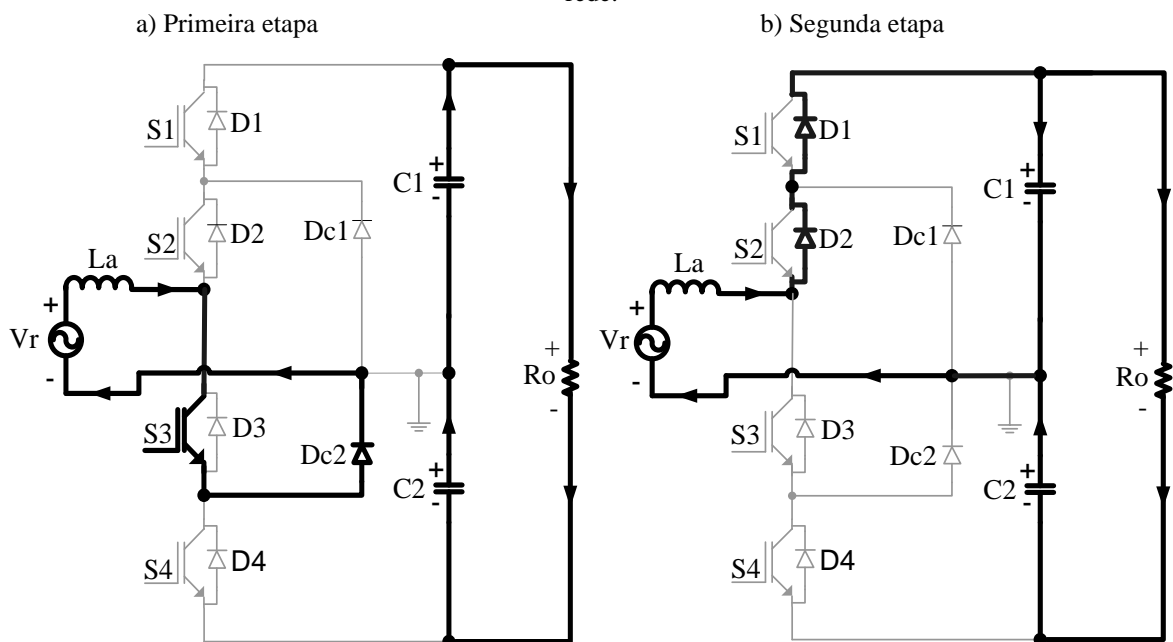 a) Primeira etapa
S1
D1
C1
+
-
S2
D2
Dc1
La
+
Vr
-
+
Ro
-
S3
D3
Dc2
C2
+
-
S4
D4
b) Segunda etapa
S1
D1
C1
+
-
S2
D2
Dc1
La
+
Vr
-
+
Ro
-
S3
D3
Dc2
C2
+
-
S4
D4